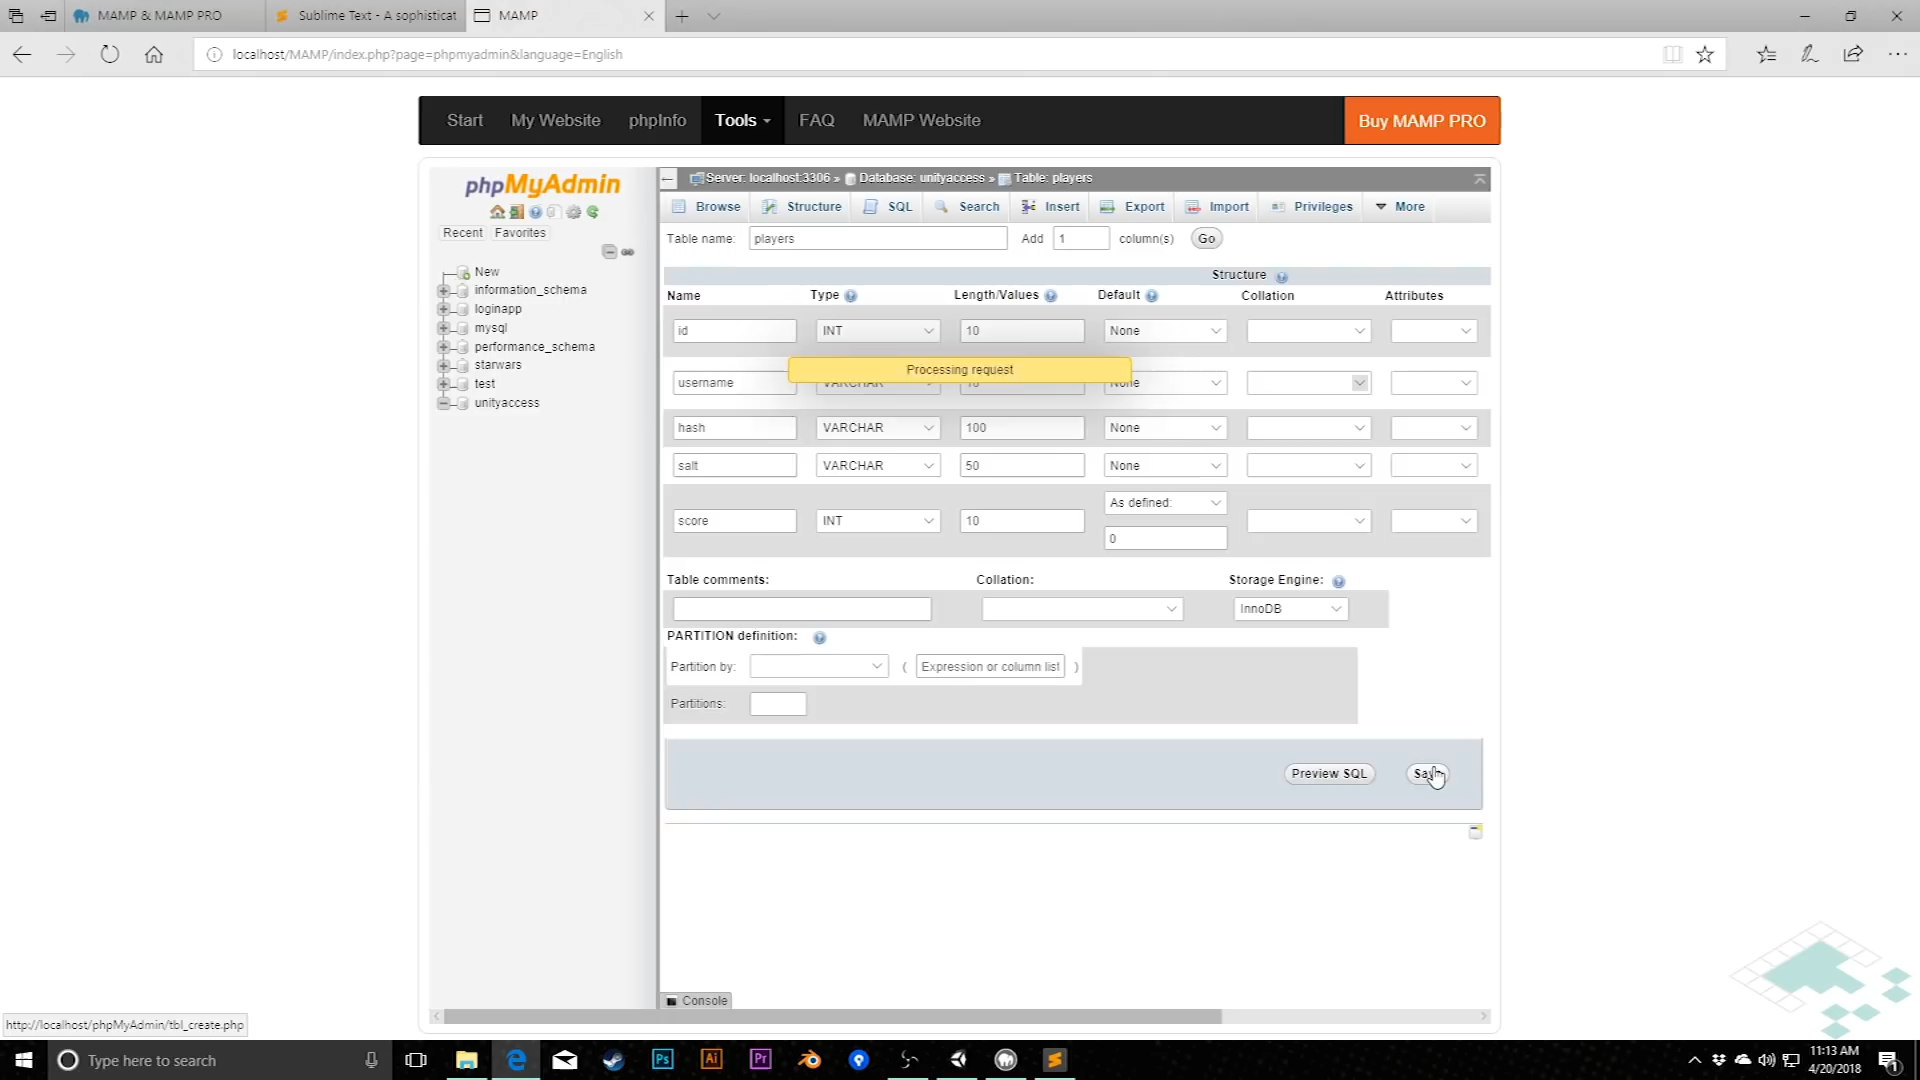 MAMP & MAMP PRO
Sublime Text - A sophisticat
MAMP
localhost/MAMP/index.php?page=phpmyadmin&language=English
Start My Website phpInfo Tools FAQ MAMP Website Buy MAMP PRO
phpMyAdmin
Recent Favorites
New
information_schema
loginapp
mysql
performance_schema
starwars
test
unityaccess
Server: localhost:3306 » Database: unityaccess » Table: players
Browse Structure SQL Search Insert Export Import Privileges More
Table name: players Add 1 column(s) Go
Structure
Name Type Length/Values Default Collation Attributes
id INT 10 None
Processing request
username VARCHAR None
hash VARCHAR 100 None
salt VARCHAR 50 None
As defined:
score INT 10
0
Table comments: Collation: Storage Engine:
InnoDB
PARTITION definition:
Partition by: ( Expression or column list )
Partitions:
Preview SQL
Console
http://localhost/phpMyAdmin/tbl_create.php
Type here to search
Ps
Ai
Pr
11:13 AM
4/20/2018
1